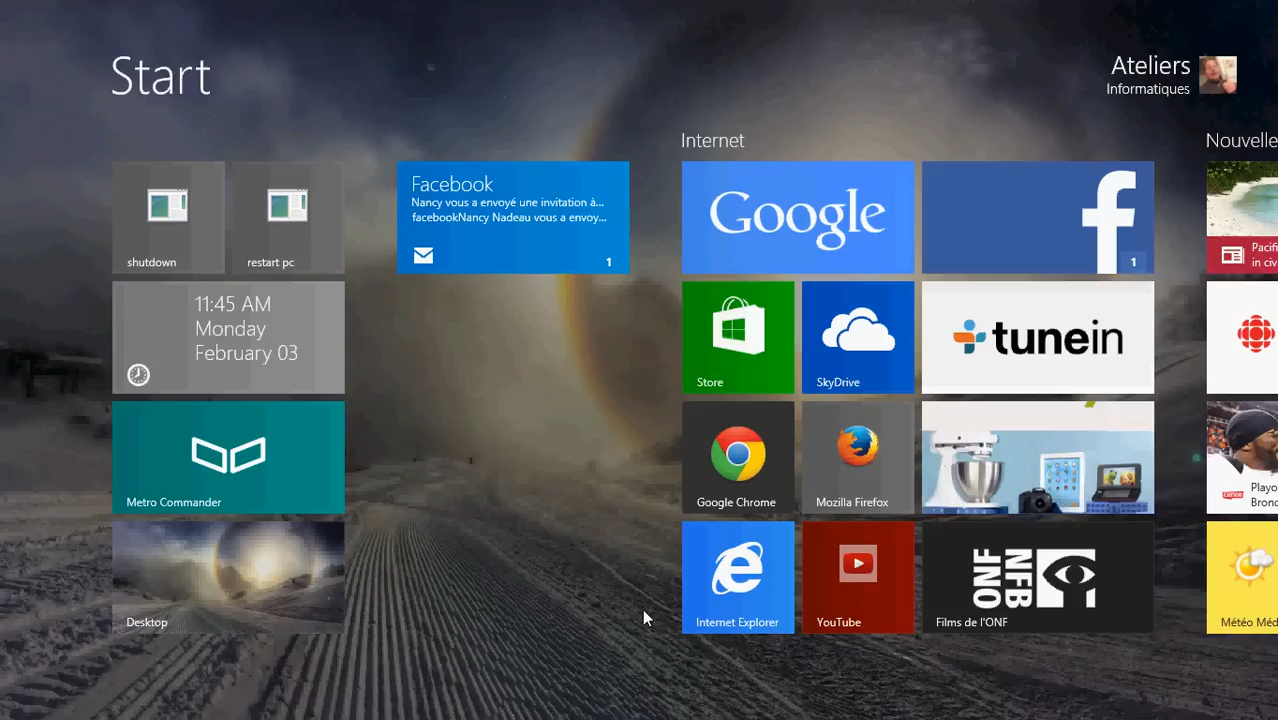 Start
Ateliers
Informatiques
shutdown
restart pc
11:45 AM
Monday
February 03
Metro Commander
Desktop
Facebook
Nancy vous a envoyé une invitation à...
facebookNancy Nadeau vous a envoy...
1
Internet
Google
f
1
Store
SkyDrive
tunein
Google Chrome
Mozilla Firefox
Internet Explorer
YouTube
ONF
NFB
Films de l'ONF
Nouvelle
Pacifi
in civ
canoe
Playo
Bronc
Météo Méd